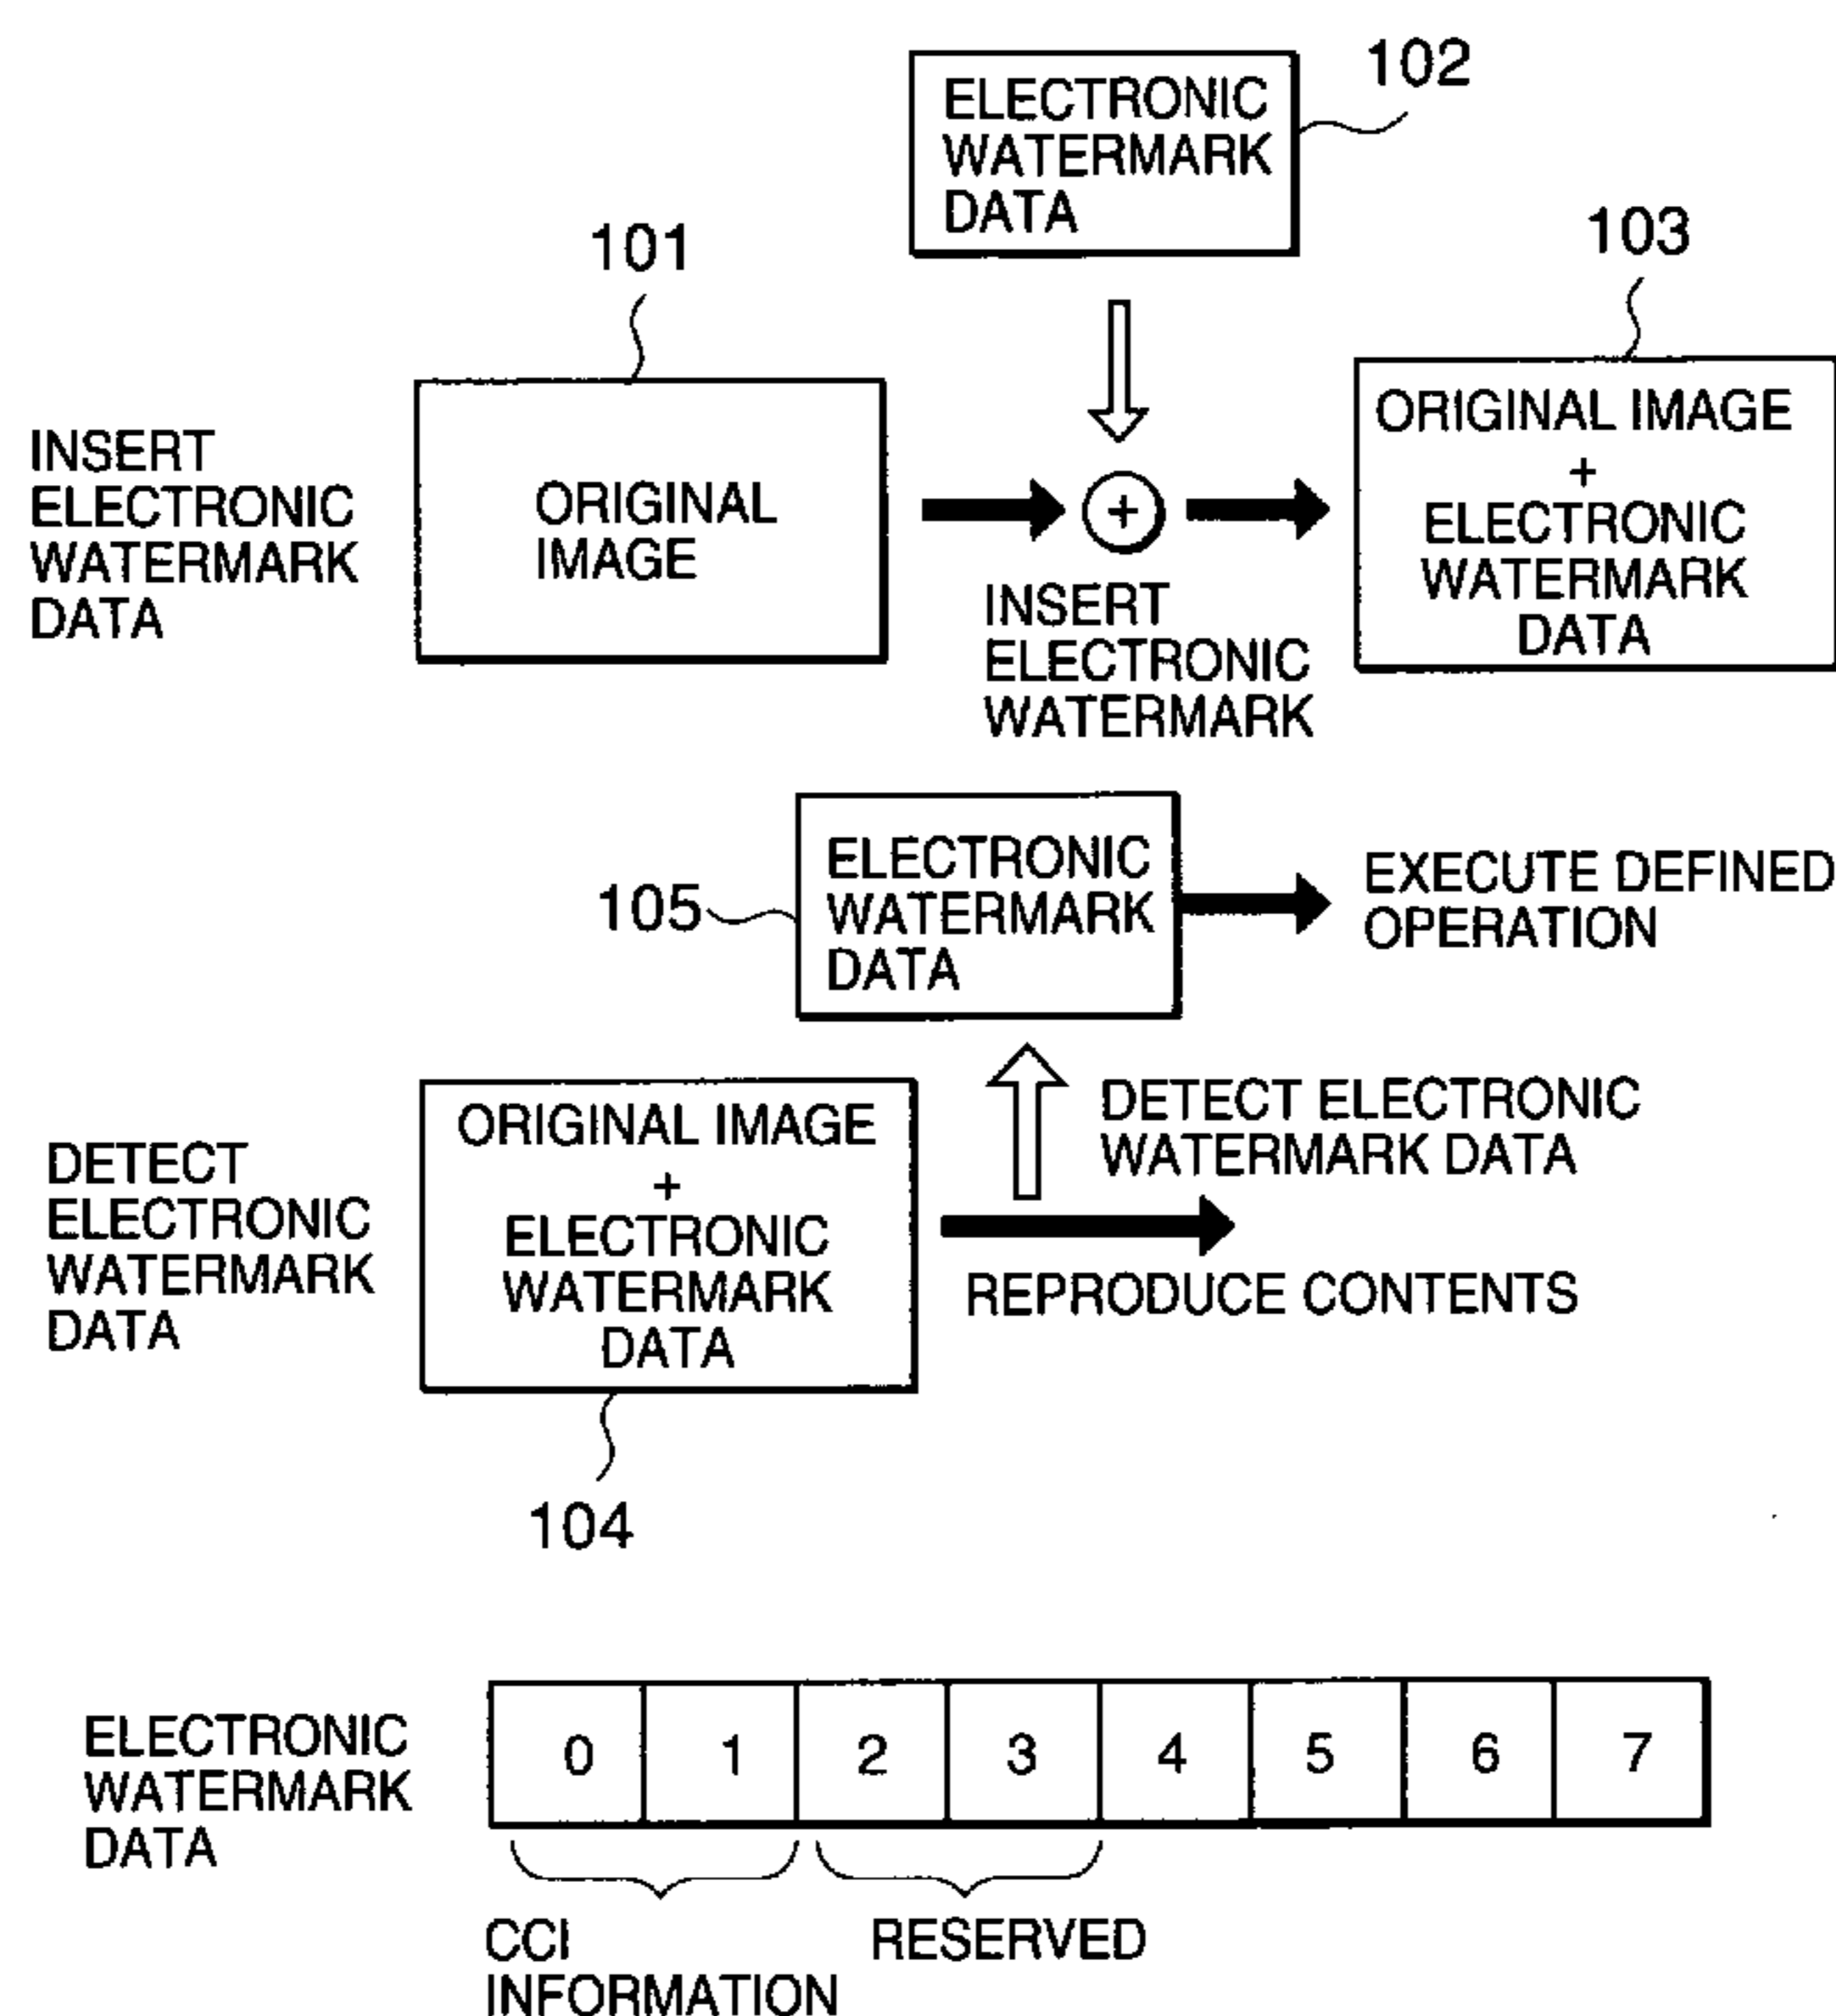 102
ELECTRONIC
WATERMARK
DATA
101
103
INSERT
ELECTRONIC
WATERMARK
DATA
ORIGINAL
IMAGE
+
INSERT
ELECTRONIC
WATERMARK
ORIGINAL IMAGE
+
ELECTRONIC
WATERMARK
DATA
105
ELECTRONIC
WATERMARK
DATA
EXECUTE DEFINED
OPERATION
DETECT
ELECTRONIC
WATERMARK
DATA
ORIGINAL IMAGE
+
ELECTRONIC
WATERMARK
DATA
DETECT ELECTRONIC
WATERMARK DATA
REPRODUCE CONTENTS
104
ELECTRONIC
WATERMARK
DATA
0 1 2 3 4 5 6 7
CCI
INFORMATION
RESERVED